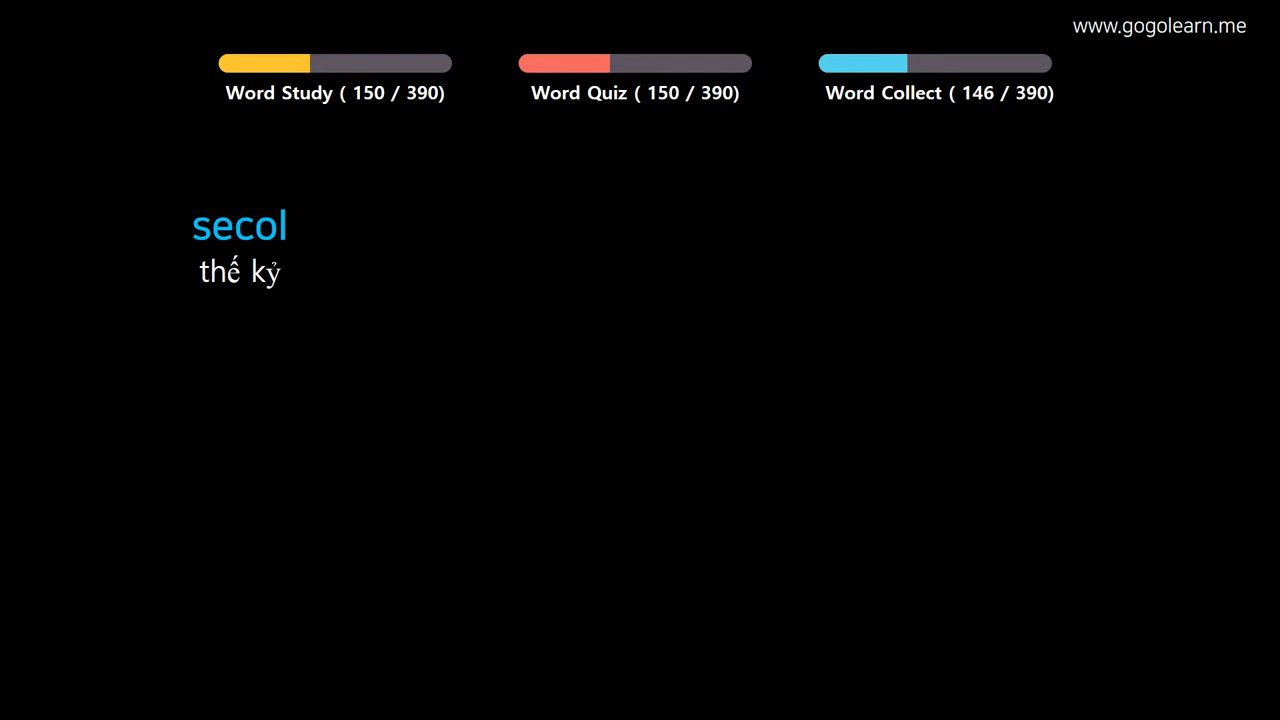 www.gogolearn.me
Word Study ( 150 / 390)
Word Quiz ( 150 / 390)
Word Collect ( 146 / 390)
secol
thế kỷ